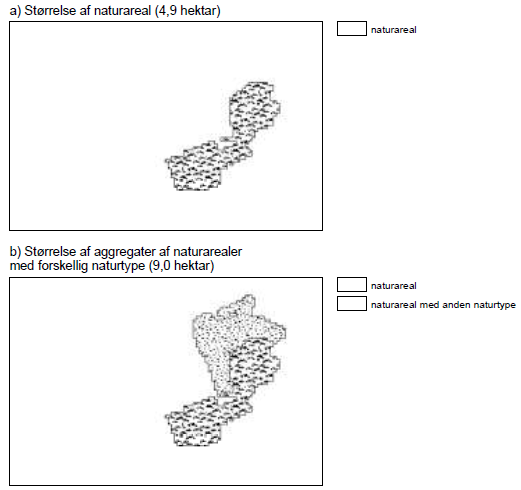 a) Størrelse af naturareal (4,9 hektar)
naturareal
b) Størrelse af aggregater af naturarealer
med forskellig naturtype (9,0 hektar)
naturareal
naturareal med anden naturtype